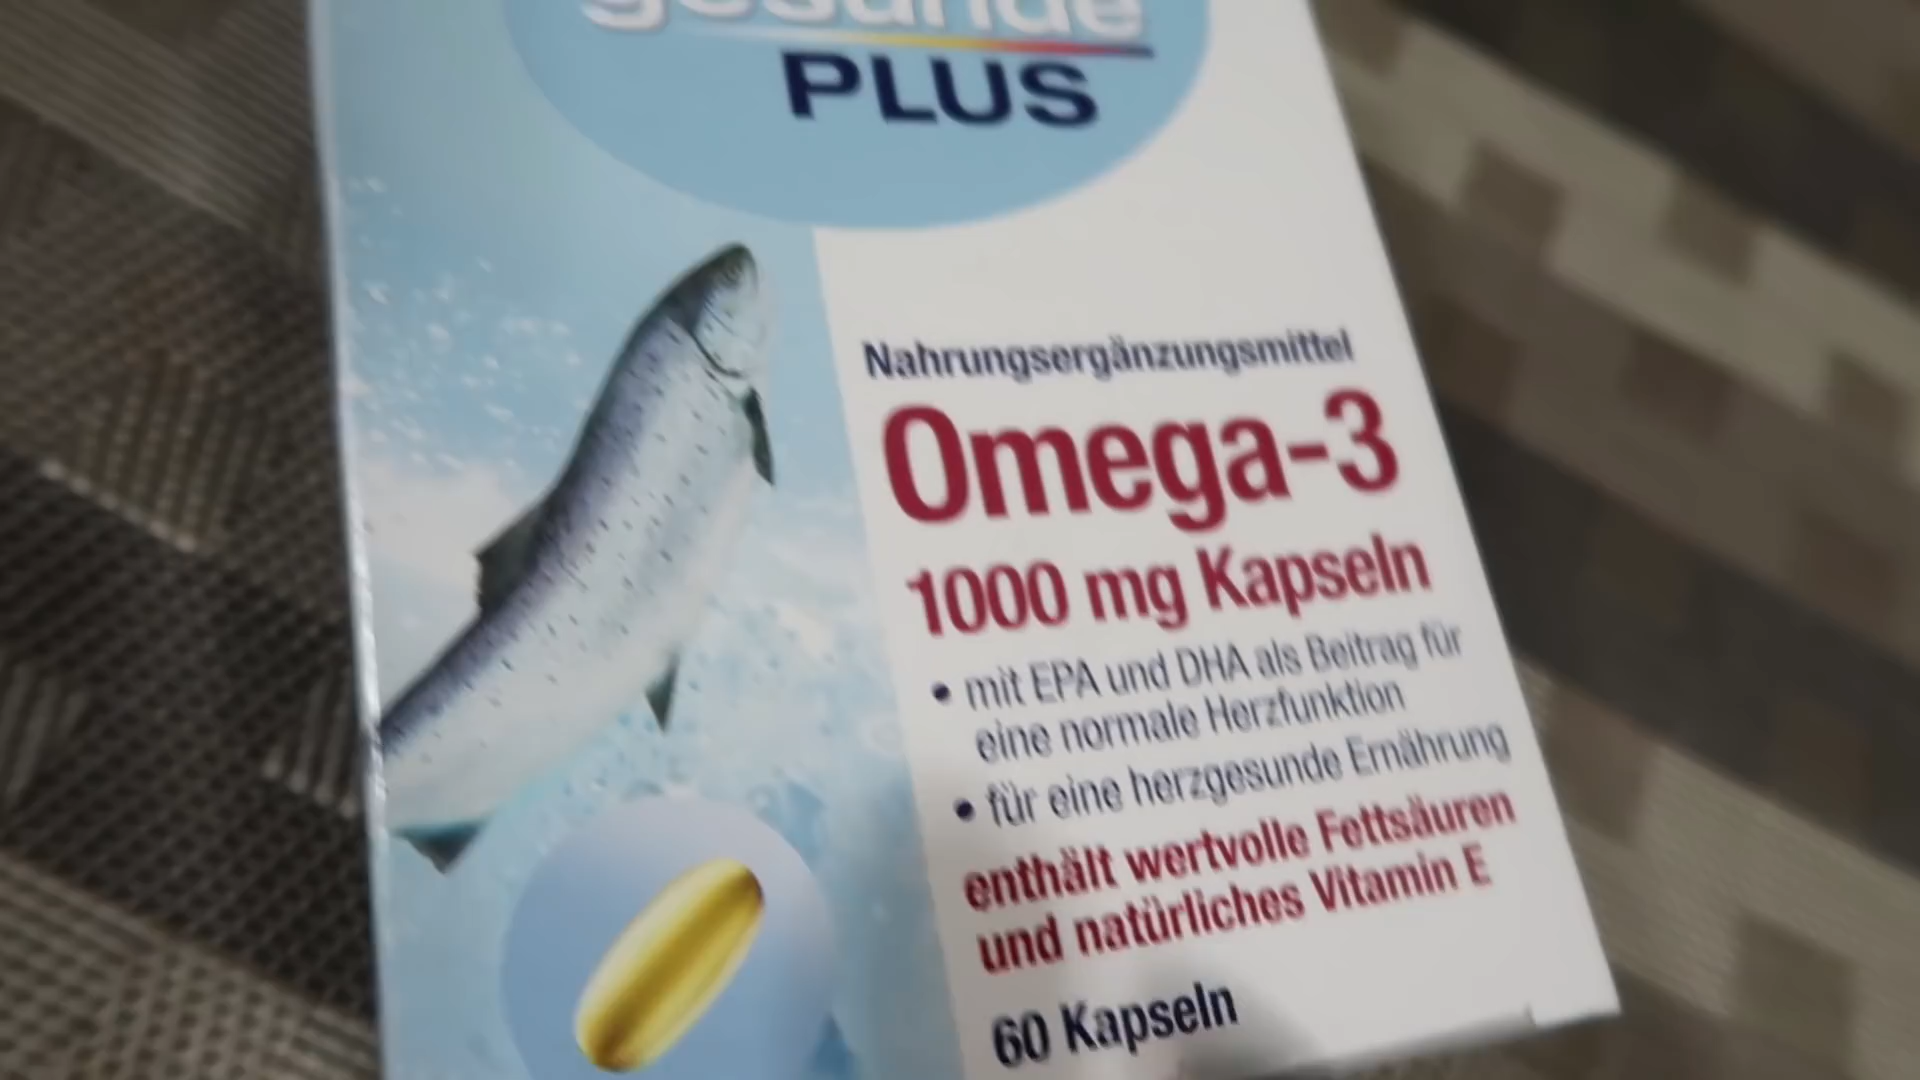 gesunde
PLUS
Nahrungsergänzungsmittel
Omega-3
1000 mg Kapseln
• mit EPA und DHA als Beitrag für
eine normale Herzfunktion
• für eine herzgesunde Ernährung
enthält wertvolle Fettsäuren
und natürliches Vitamin E
60 Kapseln